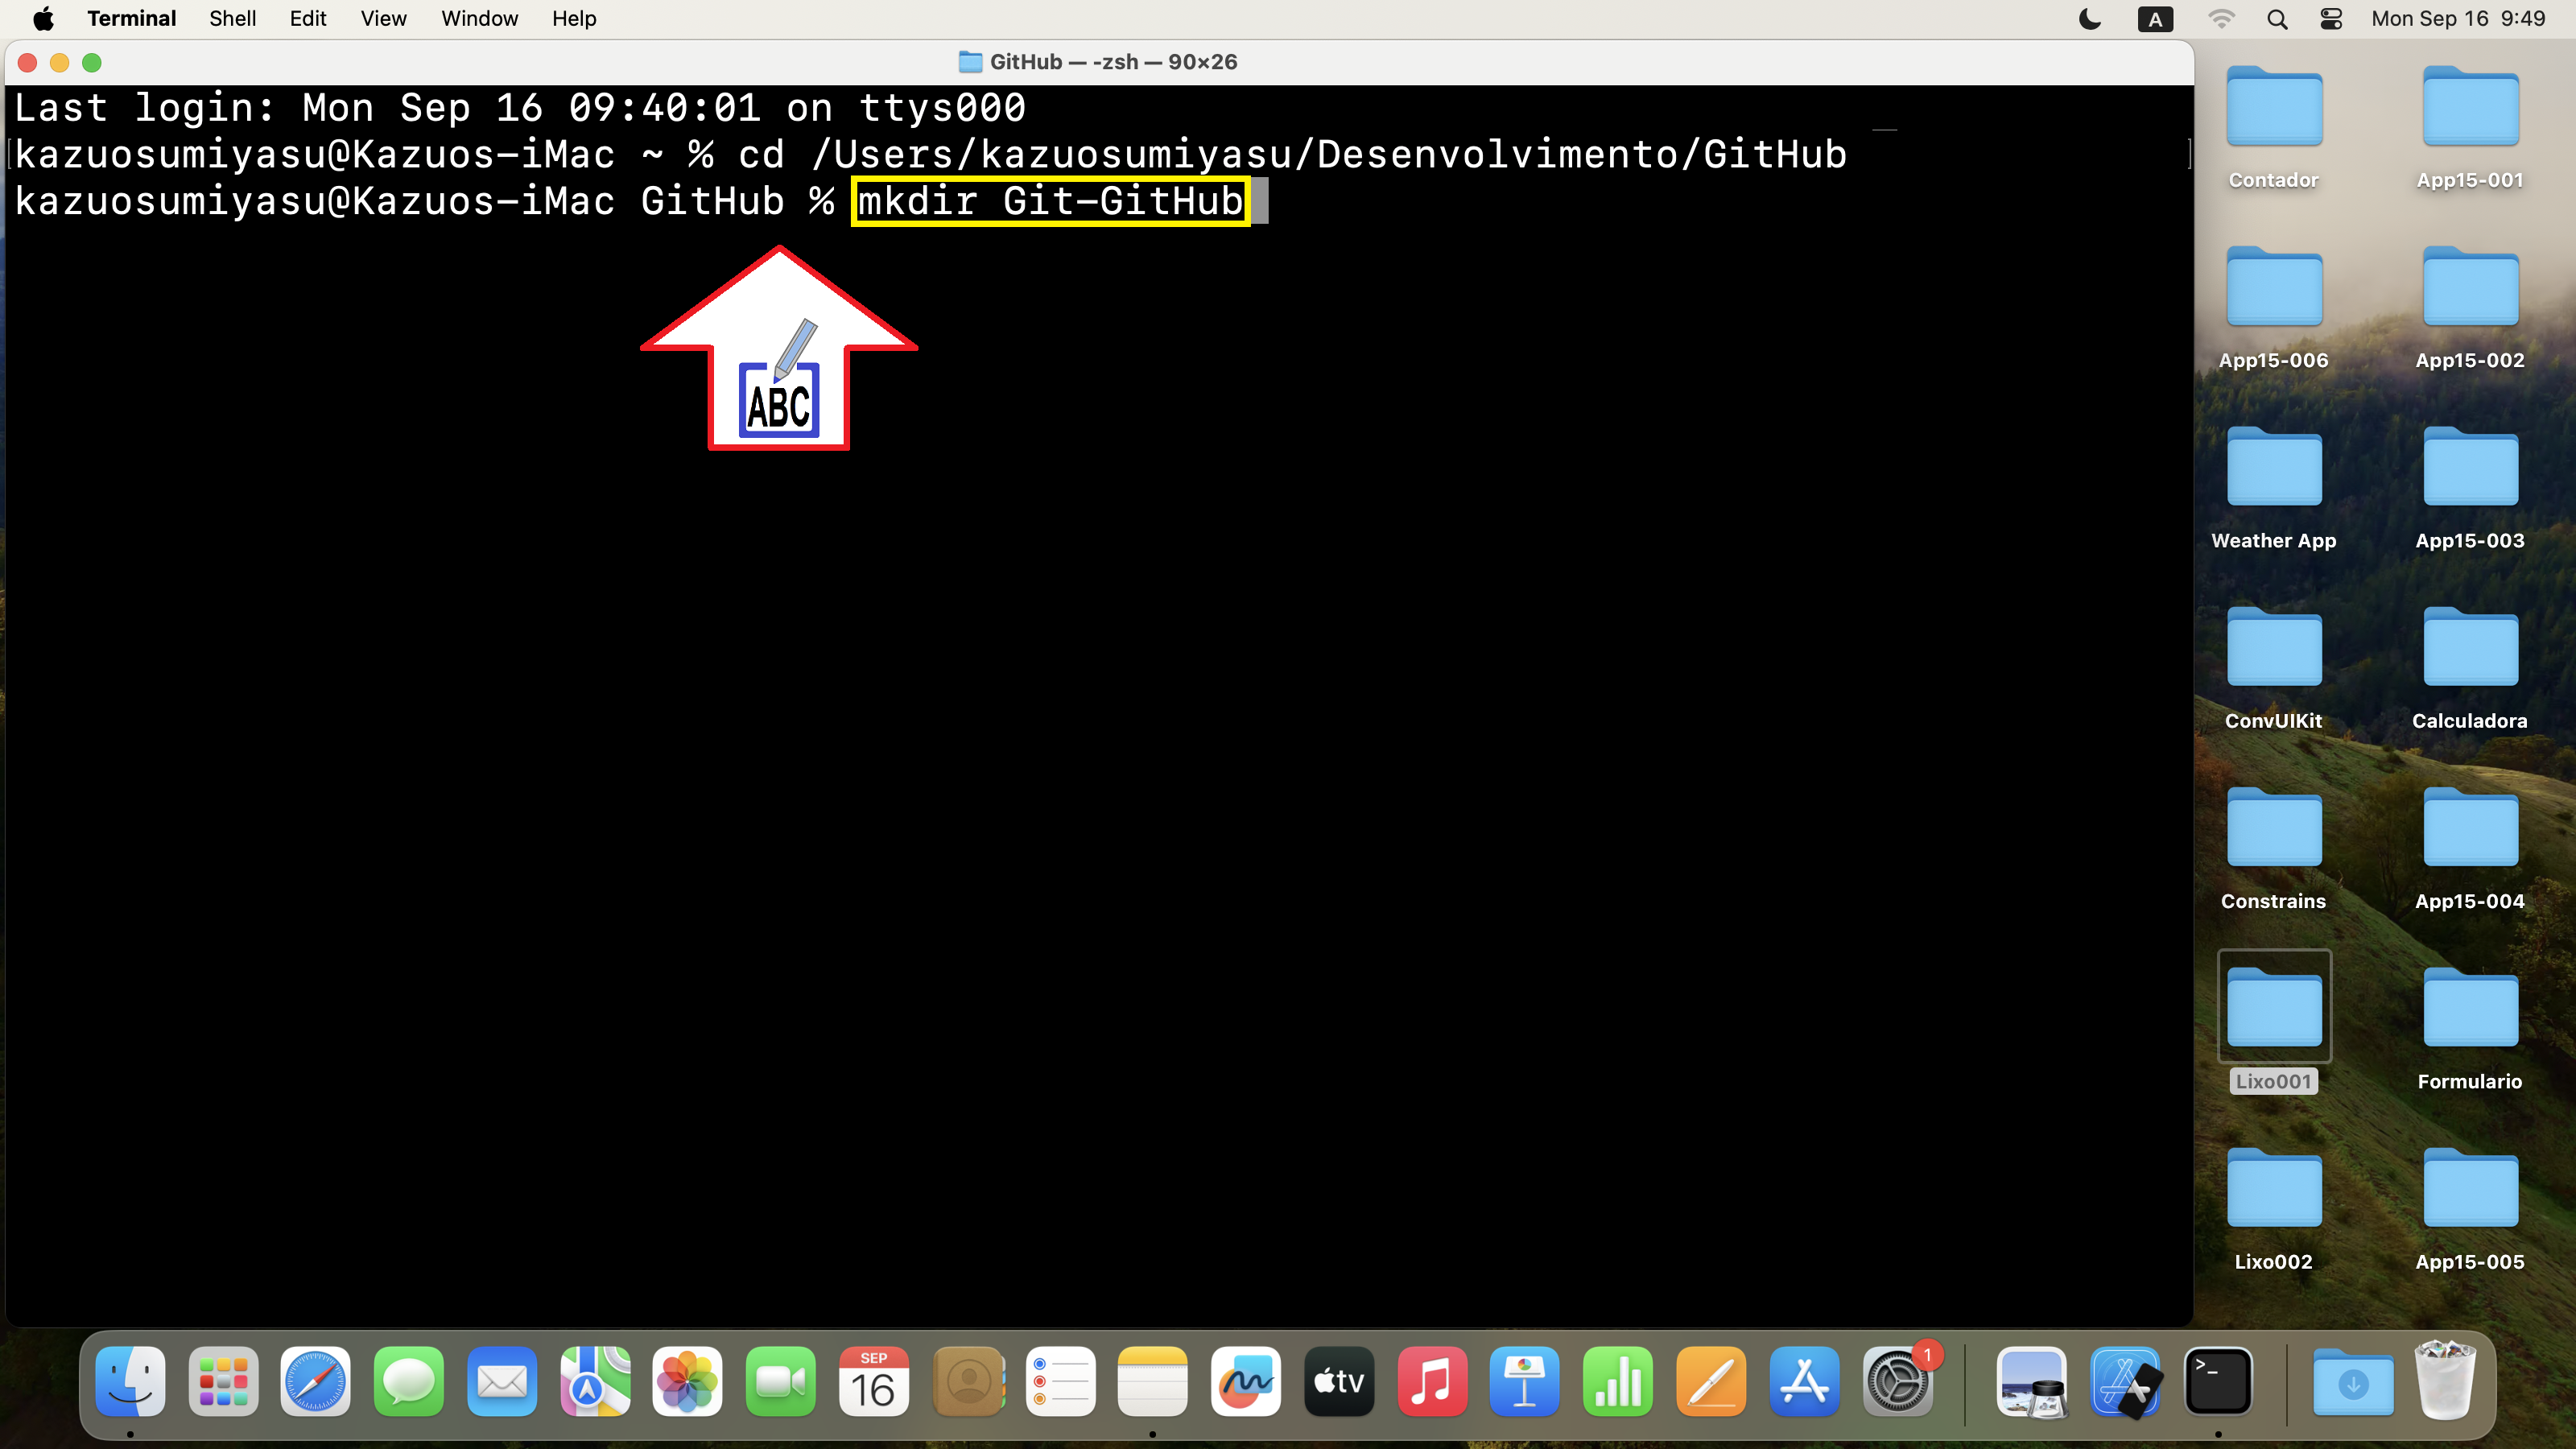 Terminal Shell Edit View Window Help A Mon Sep 16 9:49
GitHub — -zsh — 90×26
Last login: Mon Sep 16 09:40:01 on ttys000
kazuosumiyasu@Kazuos-iMac ~ % cd /Users/kazuosumiyasu/Desenvolvimento/GitHub
kazuosumiyasu@Kazuos-iMac GitHub % mkdir Git-GitHub
ABC
Contador App15-001
App15-006 App15-002
Weather App App15-003
ConvUIKit Calculadora
Constrains App15-004
Lixo001 Formulario
Lixo002 App15-005
SEP
16
tv
1
>_